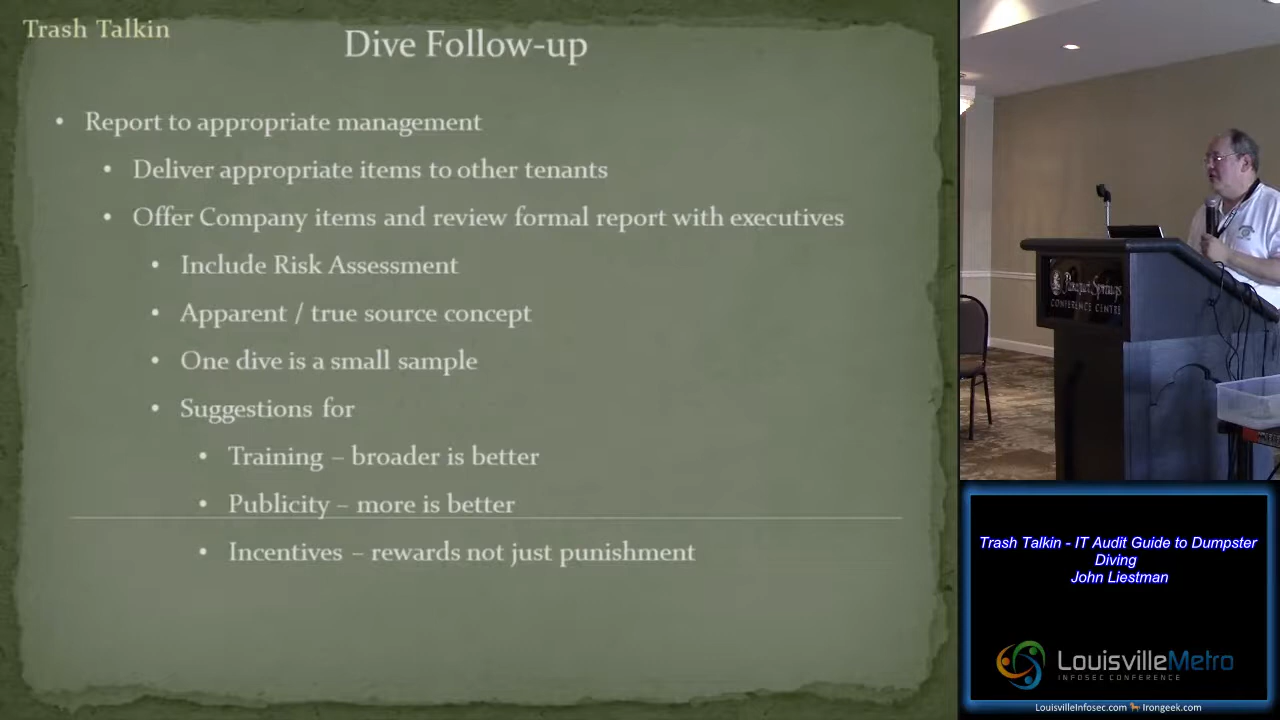 Trash Talkin
Dive Follow-up
• Report to appropriate management
• Deliver appropriate items to other tenants
• Offer Company items and review formal report with executives
• Include Risk Assessment
• Apparent / true source concept
• One dive is a small sample
• Suggestions for
• Training – broader is better
• Publicity – more is better
• Incentives – rewards not just punishment
CONFERENCE CENTRE
Trash Talkin - IT Audit Guide to Dumpster
Diving
John Liestman
LouisvilleMetro
INFOSEC CONFERENCE
LouisvilleInfosec.com Irongeek.com